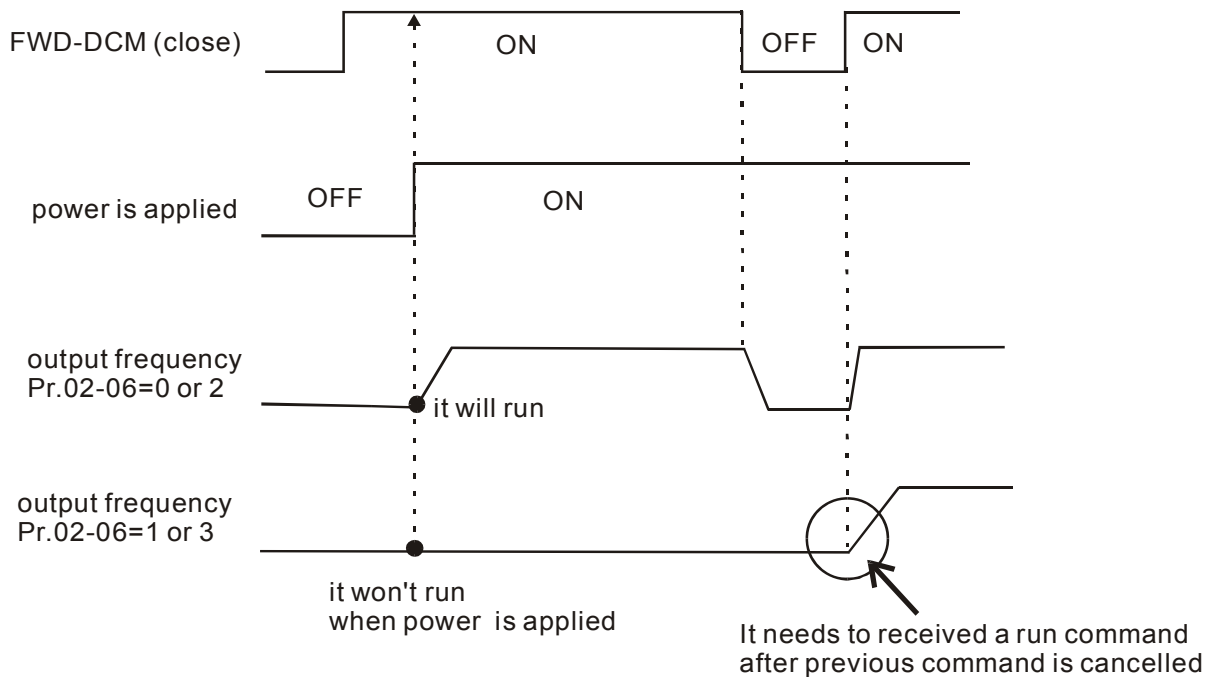 FWD-DCM (close)
ON
OFF
ON
power is applied
OFF
ON
output frequency
Pr.02-06=0 or 2
it will run
output frequency
Pr.02-06=1 or 3
it won't run
when power is applied
It needs to received a run command
after previous command is cancelled